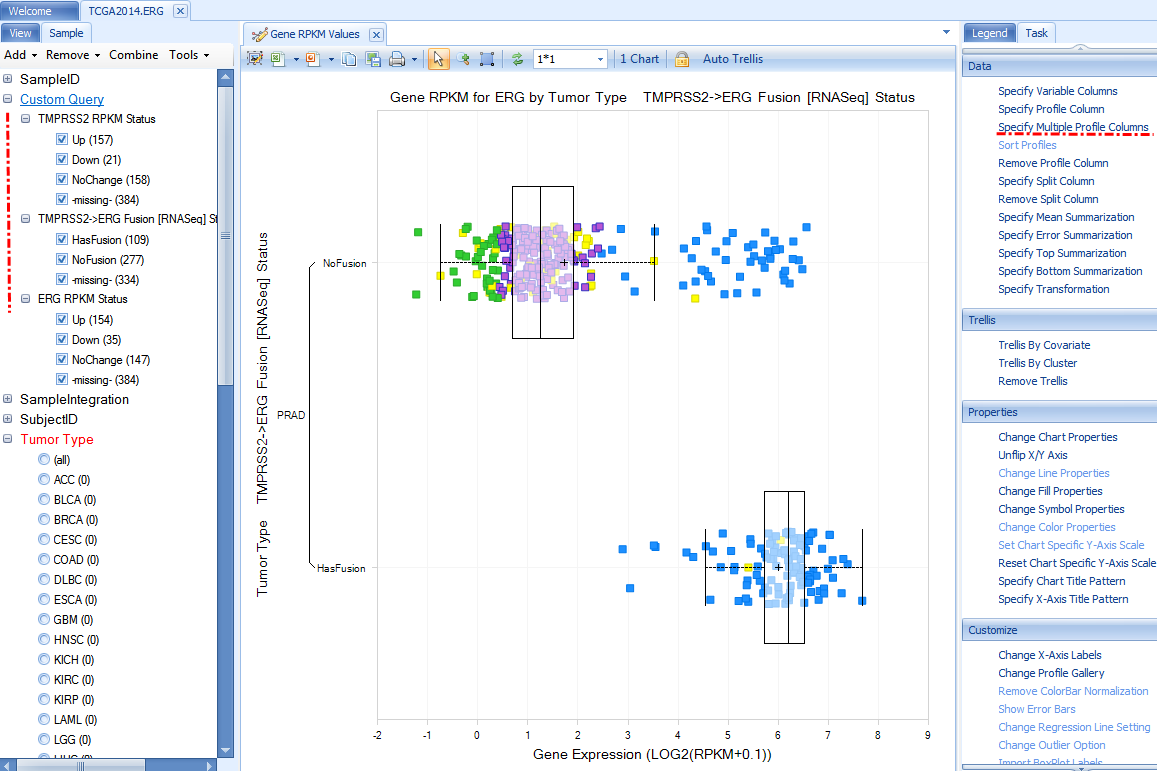 Welcome
TCGA2014.ERG
View
Sample
Add
Remove
Combine
Tools
SampleID
Custom Query
TMPRSS2 RPKM Status
Up (157)
Down (21)
NoChange (158)
-missing- (384)
TMPRSS2->ERG Fusion [RNASeq] St
HasFusion (109)
NoFusion (277)
-missing- (334)
ERG RPKM Status
Up (154)
Down (35)
NoChange (147)
-missing- (384)
SampleIntegration
SubjectID
Tumor Type
(all)
ACC (0)
BLCA (0)
BRCA (0)
CESC (0)
COAD (0)
DLBC (0)
ESCA (0)
GBM (0)
HNSC (0)
KICH (0)
KIRC (0)
KIRP (0)
LAML (0)
LGG (0)
Gene RPKM Values
1*1
1 Chart
Auto Trellis
Gene RPKM for ERG by Tumor Type TMPRSS2->ERG Fusion [RNASeq] Status
Tumor Type TMPRSS2->ERG Fusion [RNASeq] Status
PRAD
NoFusion
HasFusion
-2 -1 0 1 2 3 4 5 6 7 8 9
Gene Expression (LOG2(RPKM+0.1))
Legend
Task
Data
Specify Variable Columns
Specify Profile Column
Specify Multiple Profile Columns
Sort Profiles
Remove Profile Column
Specify Split Column
Remove Split Column
Specify Mean Summarization
Specify Error Summarization
Specify Top Summarization
Specify Bottom Summarization
Specify Transformation
Trellis
Trellis By Covariate
Trellis By Cluster
Remove Trellis
Properties
Change Chart Properties
Unflip X/Y Axis
Change Line Properties
Change Fill Properties
Change Symbol Properties
Change Color Properties
Set Chart Specific Y-Axis Scale
Reset Chart Specific Y-Axis Scale
Specify Chart Title Pattern
Specify X-Axis Title Pattern
Customize
Change X-Axis Labels
Change Profile Gallery
Remove ColorBar Normalization
Show Error Bars
Change Regression Line Setting
Change Outlier Option
Import BoxPlot Labels